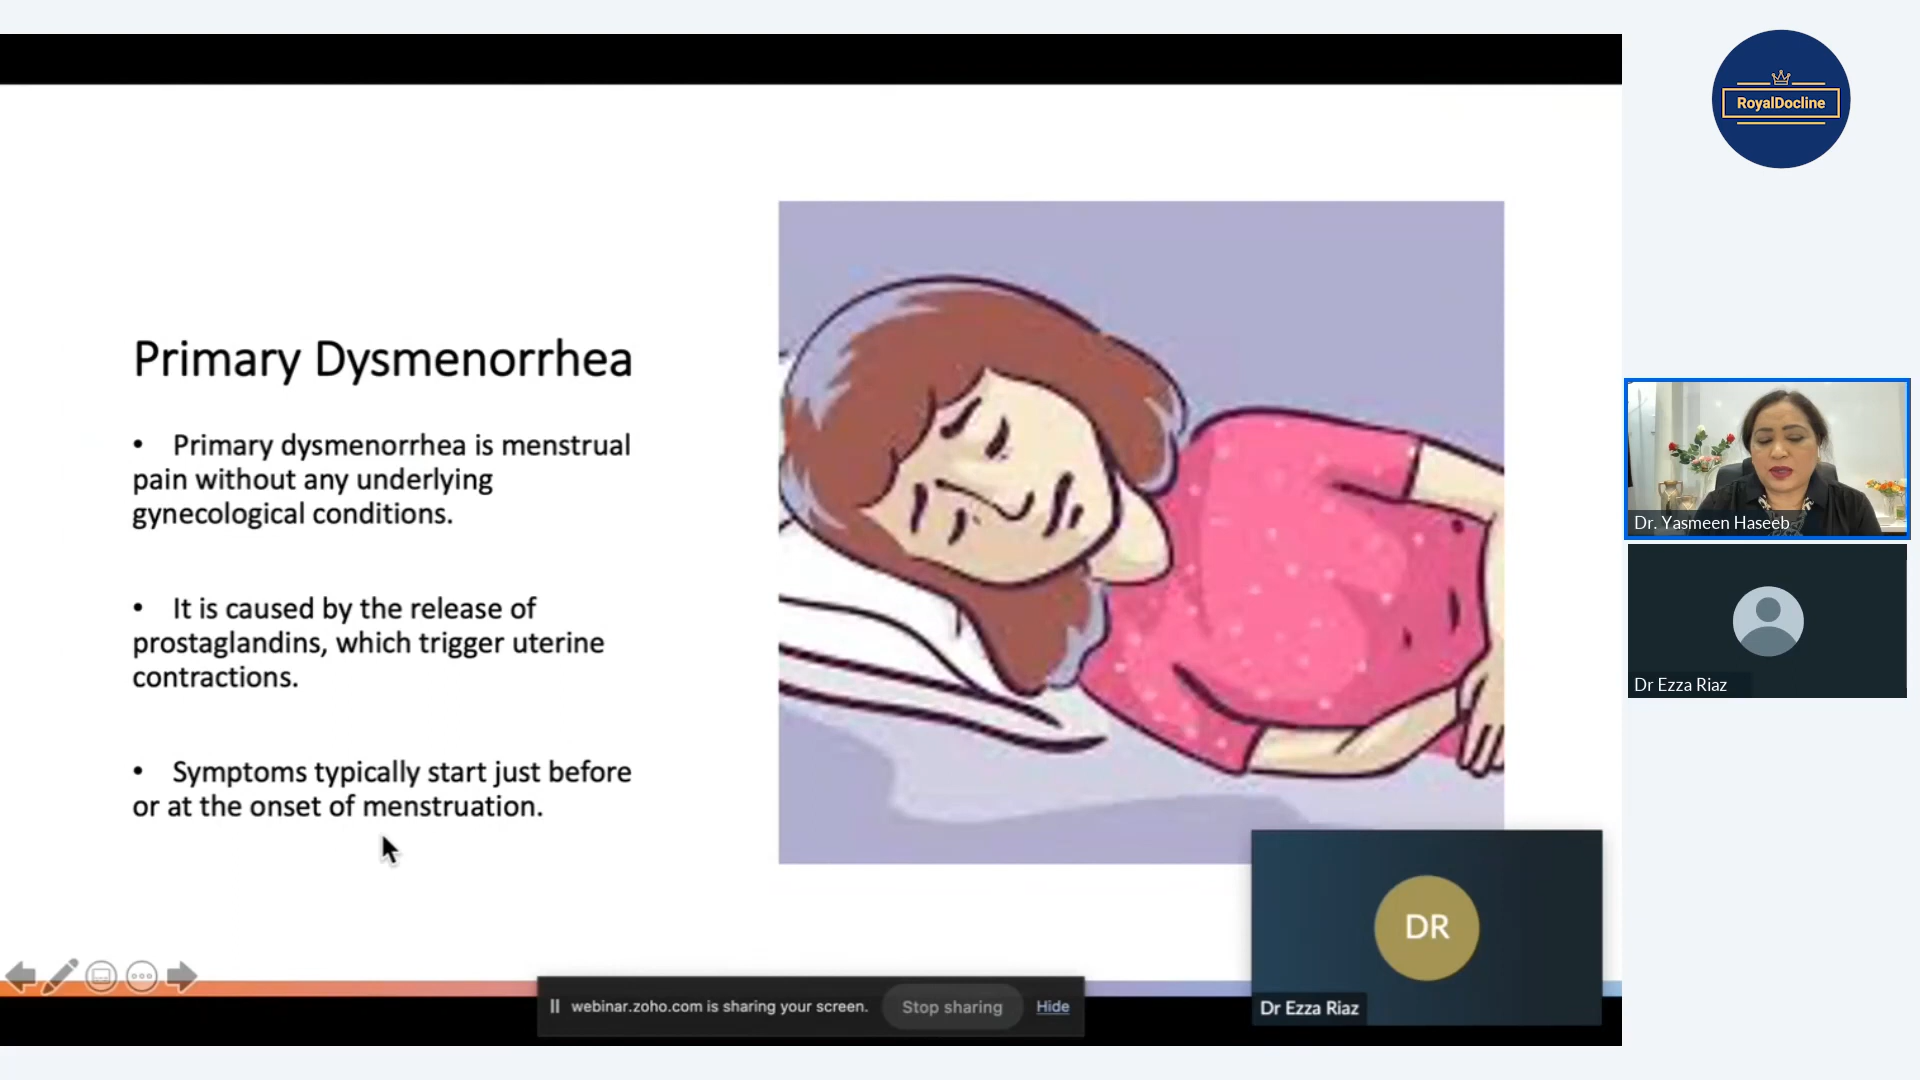 RoyalDocline
Primary Dysmenorrhea
• Primary dysmenorrhea is menstrual
pain without any underlying
gynecological conditions.
• It is caused by the release of
prostaglandins, which trigger uterine
contractions.
• Symptoms typically start just before
or at the onset of menstruation.
Dr. Yasmeen Haseeb
Dr Ezza Riaz
DR
Dr Ezza Riaz
webinar.zoho.com is sharing your screen.
Stop sharing
Hide